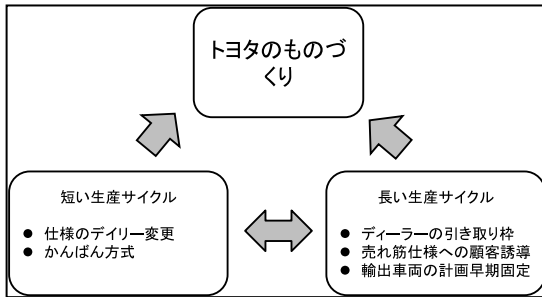 トヨタのものづ
くり
短い生産サイクル
● 仕様のデイリー変更
● かんばん方式
長い生産サイクル
● ディーラーの引き取り枠
● 売れ筋仕様への顧客誘導
● 輸出車両の計画早期固定